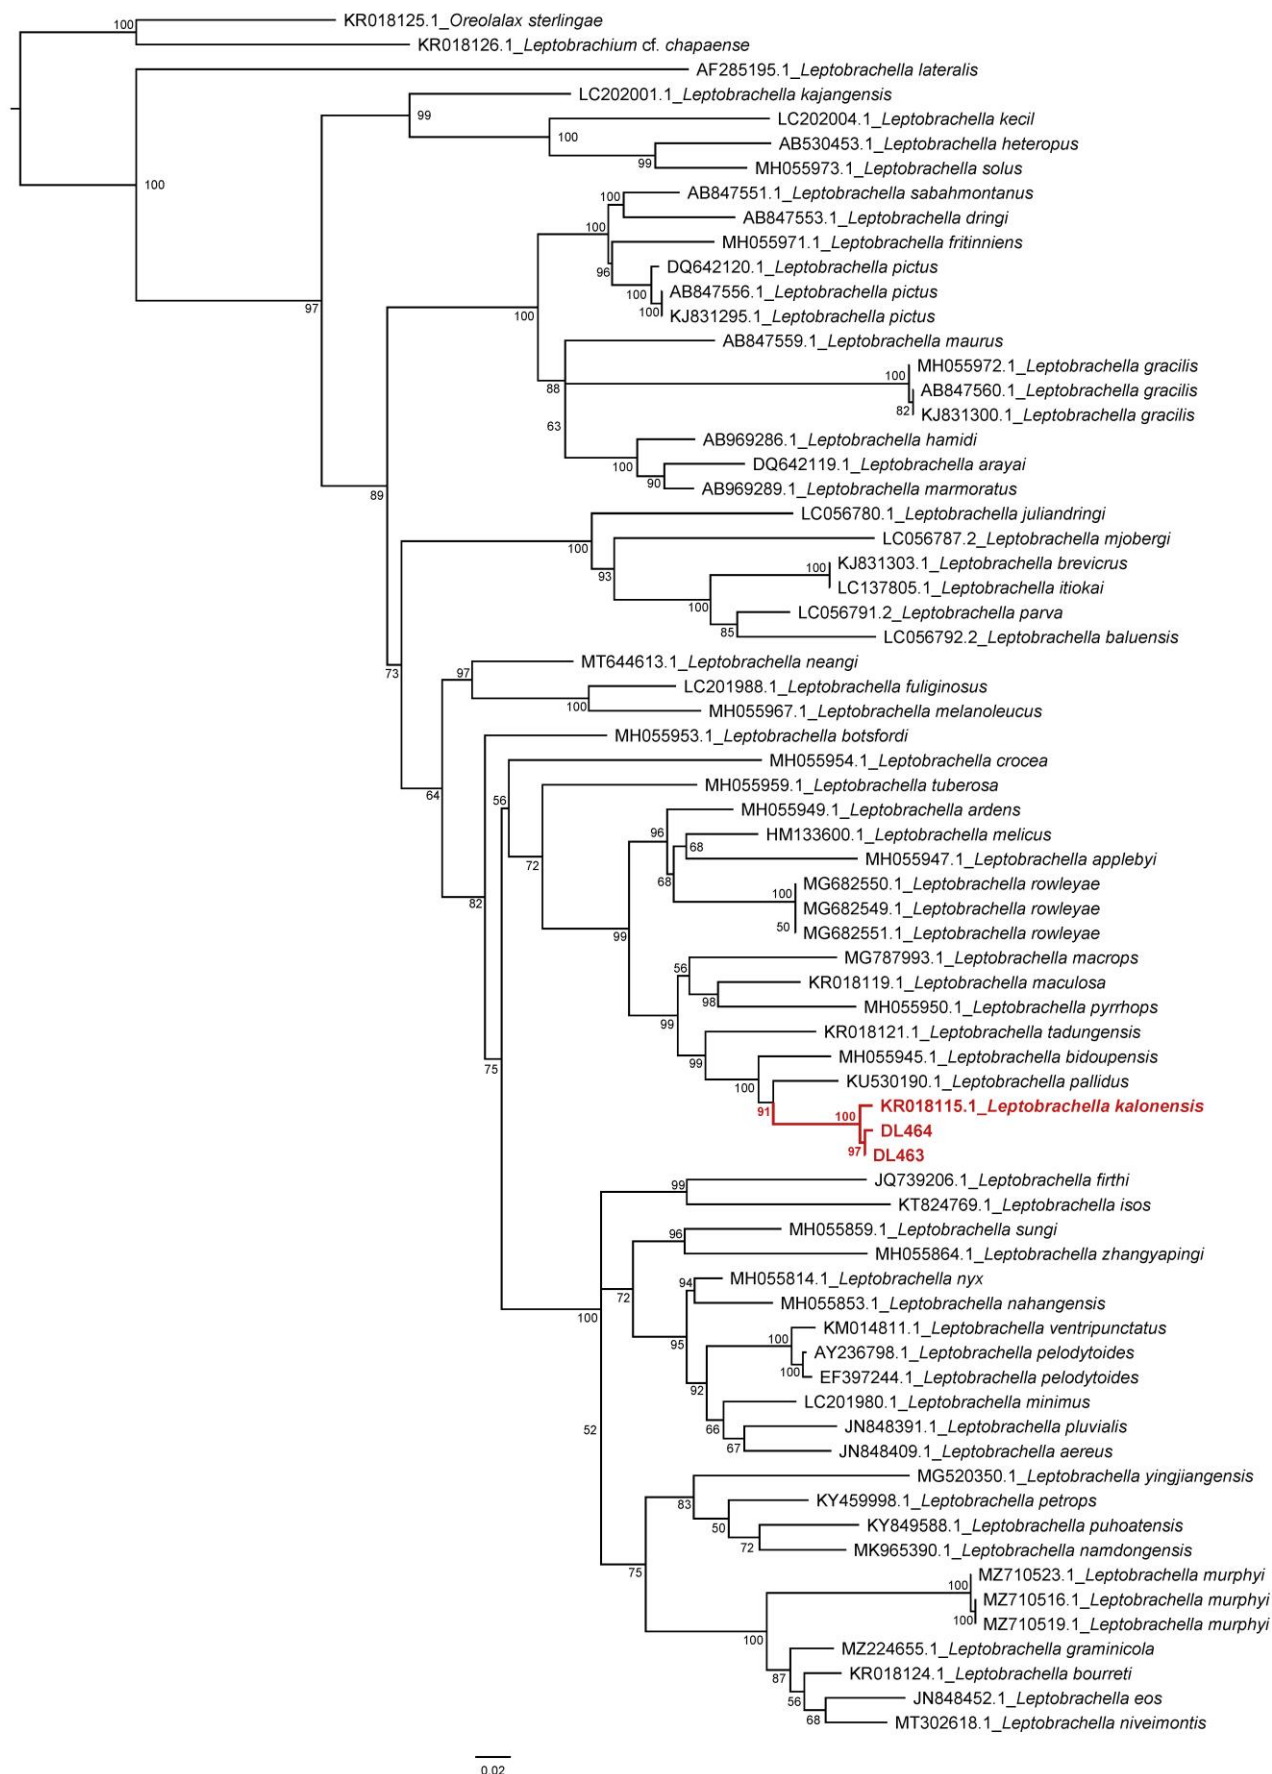 KR018125.1_Oreolalax sterlingae
100
KR018126.1_Leptobrachium cf. chapaense
AF285195.1_Leptobrachella lateralis
LC202001.1_Leptobrachella kajangensis
99
LC202004.1_Leptobrachella kecil
100
AB530453.1_Leptobrachella heteropus
99
MH055973.1_Leptobrachella solus
100
AB847551.1_Leptobrachella sabahmontanus
100
AB847553.1_Leptobrachella dringi
100
MH055971.1_Leptobrachella fritinniens
96
DQ642120.1_Leptobrachella pictus
100
AB847556.1_Leptobrachella pictus
97
100
100
KJ831295.1_Leptobrachella pictus
AB847559.1_Leptobrachella maurus
MH055972.1_Leptobrachella gracilis
100
88
AB847560.1_Leptobrachella gracilis
82
KJ831300.1_Leptobrachella gracilis
63
AB969286.1_Leptobrachella hamidi
100
DQ642119.1_Leptobrachella arayai
90
AB969289.1_Leptobrachella marmoratus
89
LC056780.1_Leptobrachella juliandringi
100
LC056787.2_Leptobrachella mjobergi
93
100
KJ831303.1_Leptobrachella brevicrus
LC137805.1_Leptobrachella itiokai
100
LC056791.2_Leptobrachella parva
85
LC056792.2_Leptobrachella baluensis
MT644613.1_Leptobrachella neangi
73
97
LC201988.1_Leptobrachella fuliginosus
100
MH055967.1_Leptobrachella melanoleucus
MH055953.1_Leptobrachella botsfordi
MH055954.1_Leptobrachella crocea
MH055959.1_Leptobrachella tuberosa
64
56
MH055949.1_Leptobrachella ardens
96
HM133600.1_Leptobrachella melicus
68
72
MH055947.1_Leptobrachella applebyi
68
MG682550.1_Leptobrachella rowleyae
100
82
MG682549.1_Leptobrachella rowleyae
50
99
MG682551.1_Leptobrachella rowleyae
MG787993.1_Leptobrachella macrops
56
KR018119.1_Leptobrachella maculosa
98
MH055950.1_Leptobrachella pyrrhops
99
KR018121.1_Leptobrachella tadungensis
75
99
MH055945.1_Leptobrachella bidoupensis
100
KU530190.1_Leptobrachella pallidus
KR018115.1_Leptobrachella kalonensis
91
100
DL464
97
DL463
JQ739206.1_Leptobrachella firthi
99
KT824769.1_Leptobrachella isos
MH055859.1_Leptobrachella sungi
96
MH055864.1_Leptobrachella zhangyapingi
MH055814.1_Leptobrachella nyx
94
72
MH055853.1_Leptobrachella nahangensis
100
KM014811.1_Leptobrachella ventripunctatus
100
95
AY236798.1_Leptobrachella pelodytoides
100
EF397244.1_Leptobrachella pelodytoides
92
LC201980.1_Leptobrachella minimus
52
66
JN848391.1_Leptobrachella pluvialis
67
JN848409.1_Leptobrachella aereus
MG520350.1_Leptobrachella yingjiangensis
83
KY459998.1_Leptobrachella petrops
50
KY849588.1_Leptobrachella puhoatensis
72
MK965390.1_Leptobrachella namdongensis
75
MZ710523.1_Leptobrachella murphyi
100
MZ710516.1_Leptobrachella murphyi
100
MZ710519.1_Leptobrachella murphyi
100
MZ224655.1_Leptobrachella graminicola
87
KR018124.1_Leptobrachella bourreti
56
JN848452.1_Leptobrachella eos
68
MT302618.1_Leptobrachella niveimontis
0.02